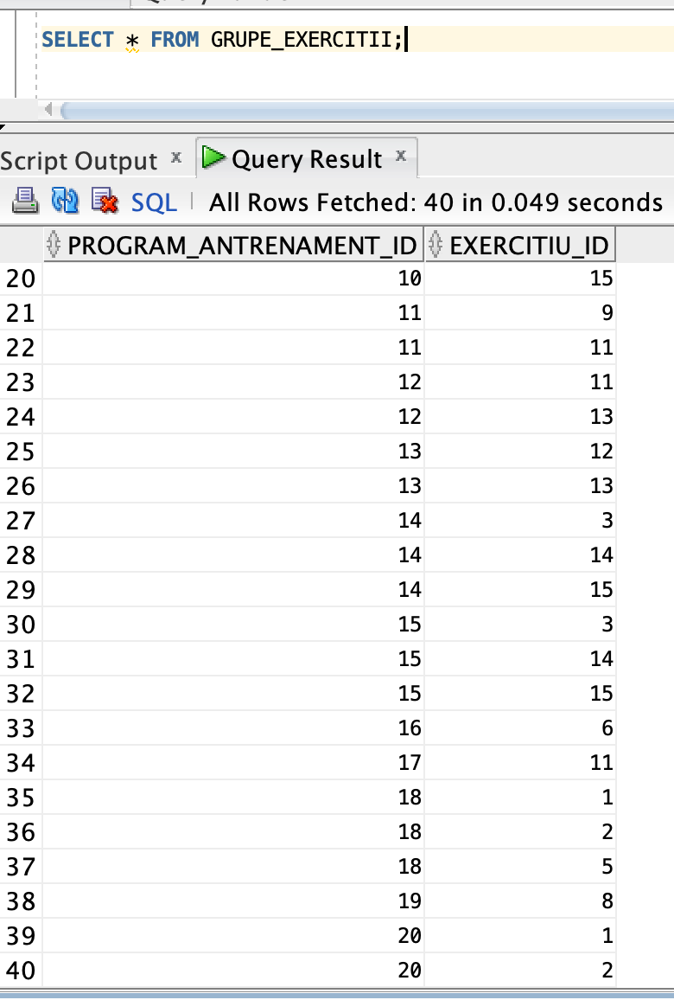 SELECT * FROM GRUPE_EXERCITII;
Script Output x Query Result x
SQL All Rows Fetched: 40 in 0.049 seconds
PROGRAM_ANTRENAMENT_ID EXERCITIU_ID
20 10 15
21 11 9
22 11 11
23 12 11
24 12 13
25 13 12
26 13 13
27 14 3
28 14 14
29 14 15
30 15 3
31 15 14
32 15 15
33 16 6
34 17 11
35 18 1
36 18 2
37 18 5
38 19 8
39 20 1
40 20 2